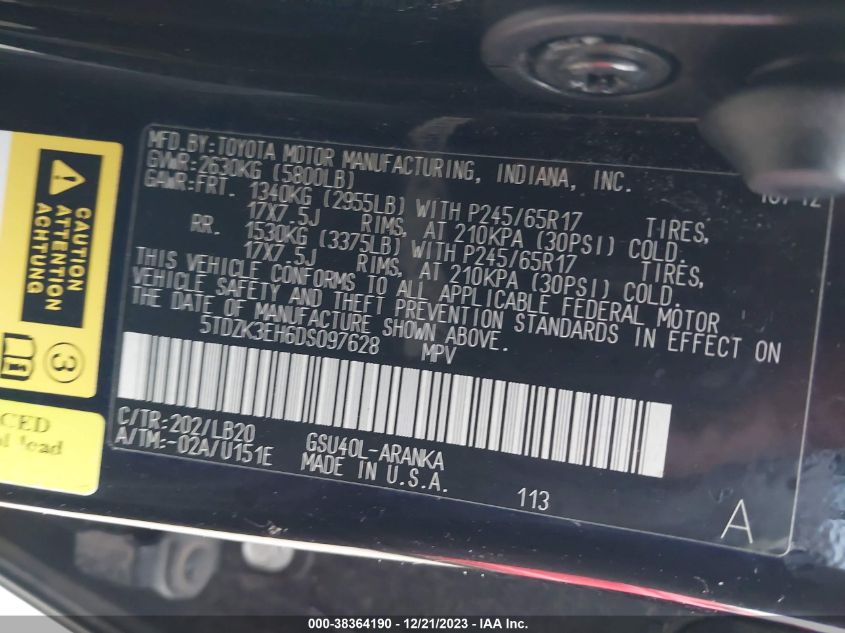 MFD.BY:TOYOTA MOTOR MANUFACTURING, INDIANA, INC.
GVWR:2630KG (5800LB)
GAWR:FRT. 1340KG (2955LB) WITH P245/65R17 TIRES,
17X7.5J RIMS, AT 210KPA (30PSI) COLD.
RR. 1530KG (3375LB) WITH P245/65R17 TIRES,
17X7.5J RIMS, AT 210KPA (30PSI) COLD.
THIS VEHICLE CONFORMS TO ALL APPLICABLE FEDERAL MOTOR
VEHICLE SAFETY AND THEFT PREVENTION STANDARDS IN EFFECT ON
THE DATE OF MANUFACTURE SHOWN ABOVE.
5TDZK3EH6DS097628 MPV
C/TR:202/LB20 GSU40L-ARANKA
A/TM:-02A/U151E MADE IN U.S.A.
113
A
CAUTION
ATTENTION
ACHTUNG
3
000-38364190 - 12/21/2023 - IAA Inc.